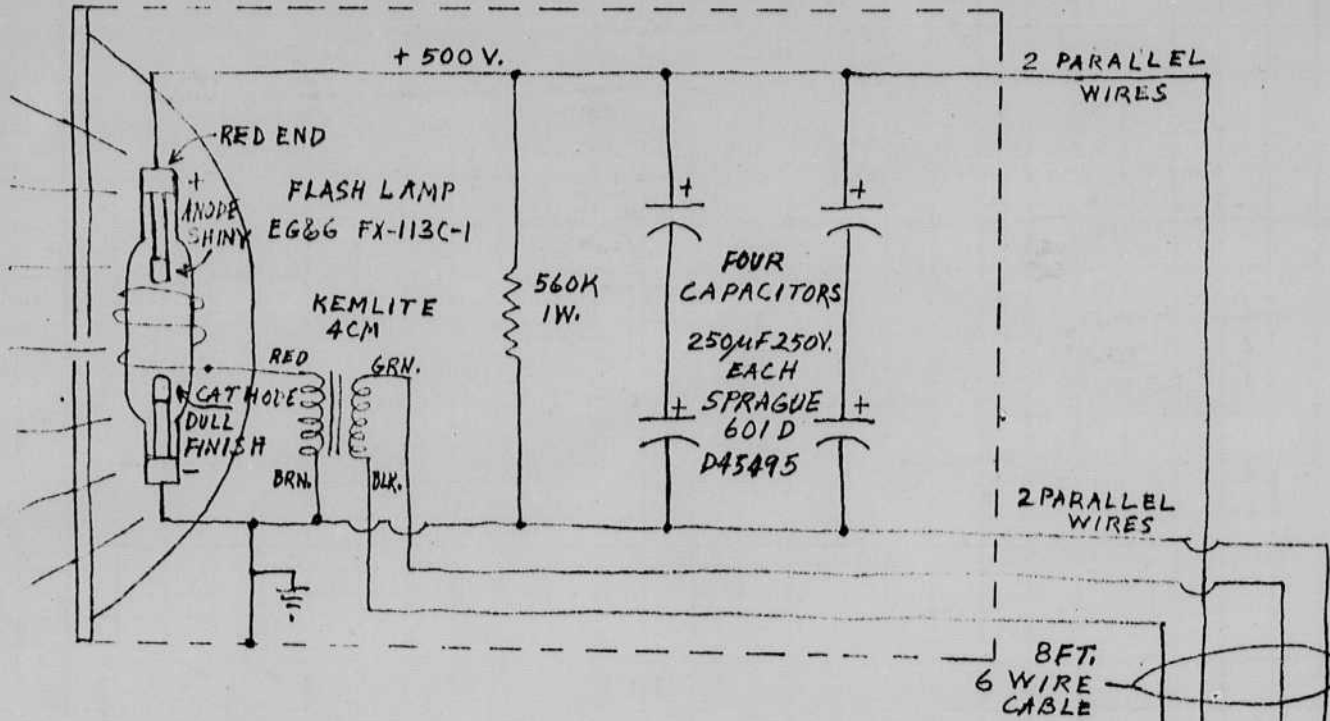 + 500 V.
2 PARALLEL
WIRES
RED END
+
ANODE
SHINY
FLASH LAMP
EG&G FX-113C-1
KEMLITE
4CM
RED
GRN.
CATHODE
DULL
FINISH
-
BRN.
BLK.
560K
1W.
+
+
FOUR
CAPACITORS
250µF 250V.
EACH
SPRAGUE
601D
D45495
+
+
2 PARALLEL
WIRES
8FT.
6 WIRE
CABLE